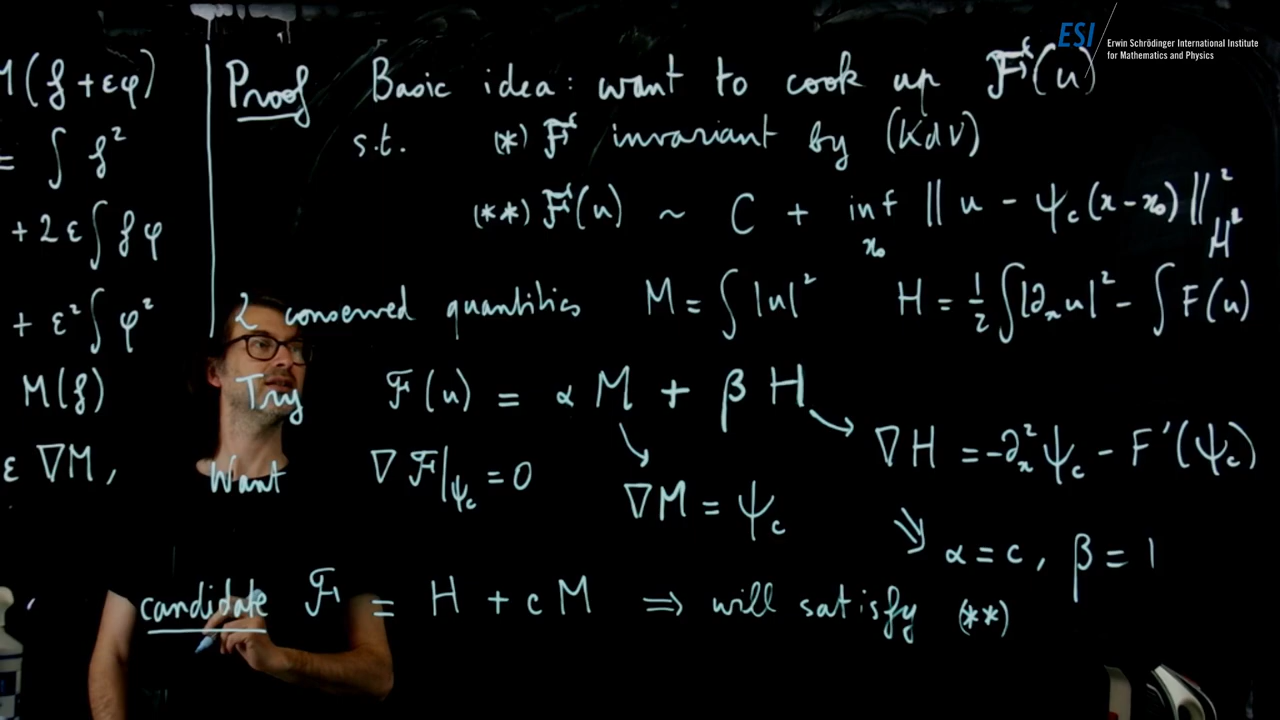 ESI Erwin Schrödinger International Institute
for Mathematics and Physics
M(f + εφ)
= ∫ f²
+ 2ε ∫ f φ
+ ε² ∫ φ²
M(f)
ε ∇M,
Proof Basic idea: want to cook up 𝓕(u)
s.t. (*) 𝓕 invariant by (KdV)
(**) 𝓕(u) ~ C + inf_{x₀} ‖ u - ψ_c(x-x₀) ‖²_{H¹}
2 conserved quantities M = ∫ |u|² H = ½ ∫ |∂ₓu|² - ∫ F(u)
Try 𝓕(u) = α M + β H
Want ∇𝓕|_{ψ_c} = 0 ∇M = ψ_c ∇H = -∂ₓ² ψ_c - F'(ψ_c)
⇒ α = c, β = 1
candidate 𝓕 = H + c M ⇒ will satisfy (**)